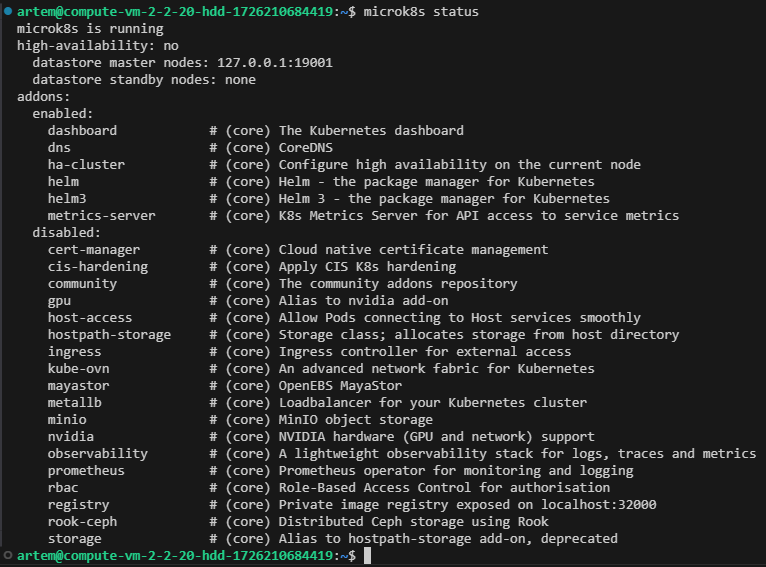 artem@compute-vm-2-2-20-hdd-1726210684419:~$ microk8s status
microk8s is running
high-availability: no
  datastore master nodes: 127.0.0.1:19001
  datastore standby nodes: none
addons:
  enabled:
    dashboard            # (core) The Kubernetes dashboard
    dns                  # (core) CoreDNS
    ha-cluster           # (core) Configure high availability on the current node
    helm                 # (core) Helm - the package manager for Kubernetes
    helm3                # (core) Helm 3 - the package manager for Kubernetes
    metrics-server       # (core) K8s Metrics Server for API access to service metrics
  disabled:
    cert-manager         # (core) Cloud native certificate management
    cis-hardening        # (core) Apply CIS K8s hardening
    community            # (core) The community addons repository
    gpu                  # (core) Alias to nvidia add-on
    host-access          # (core) Allow Pods connecting to Host services smoothly
    hostpath-storage     # (core) Storage class; allocates storage from host directory
    ingress              # (core) Ingress controller for external access
    kube-ovn             # (core) An advanced network fabric for Kubernetes
    mayastor             # (core) OpenEBS MayaStor
    metallb              # (core) Loadbalancer for your Kubernetes cluster
    minio                # (core) MinIO object storage
    nvidia               # (core) NVIDIA hardware (GPU and network) support
    observability        # (core) A lightweight observability stack for logs, traces and metrics
    prometheus           # (core) Prometheus operator for monitoring and logging
    rbac                 # (core) Role-Based Access Control for authorisation
    registry             # (core) Private image registry exposed on localhost:32000
    rook-ceph            # (core) Distributed Ceph storage using Rook
    storage              # (core) Alias to hostpath-storage add-on, deprecated
artem@compute-vm-2-2-20-hdd-1726210684419:~$